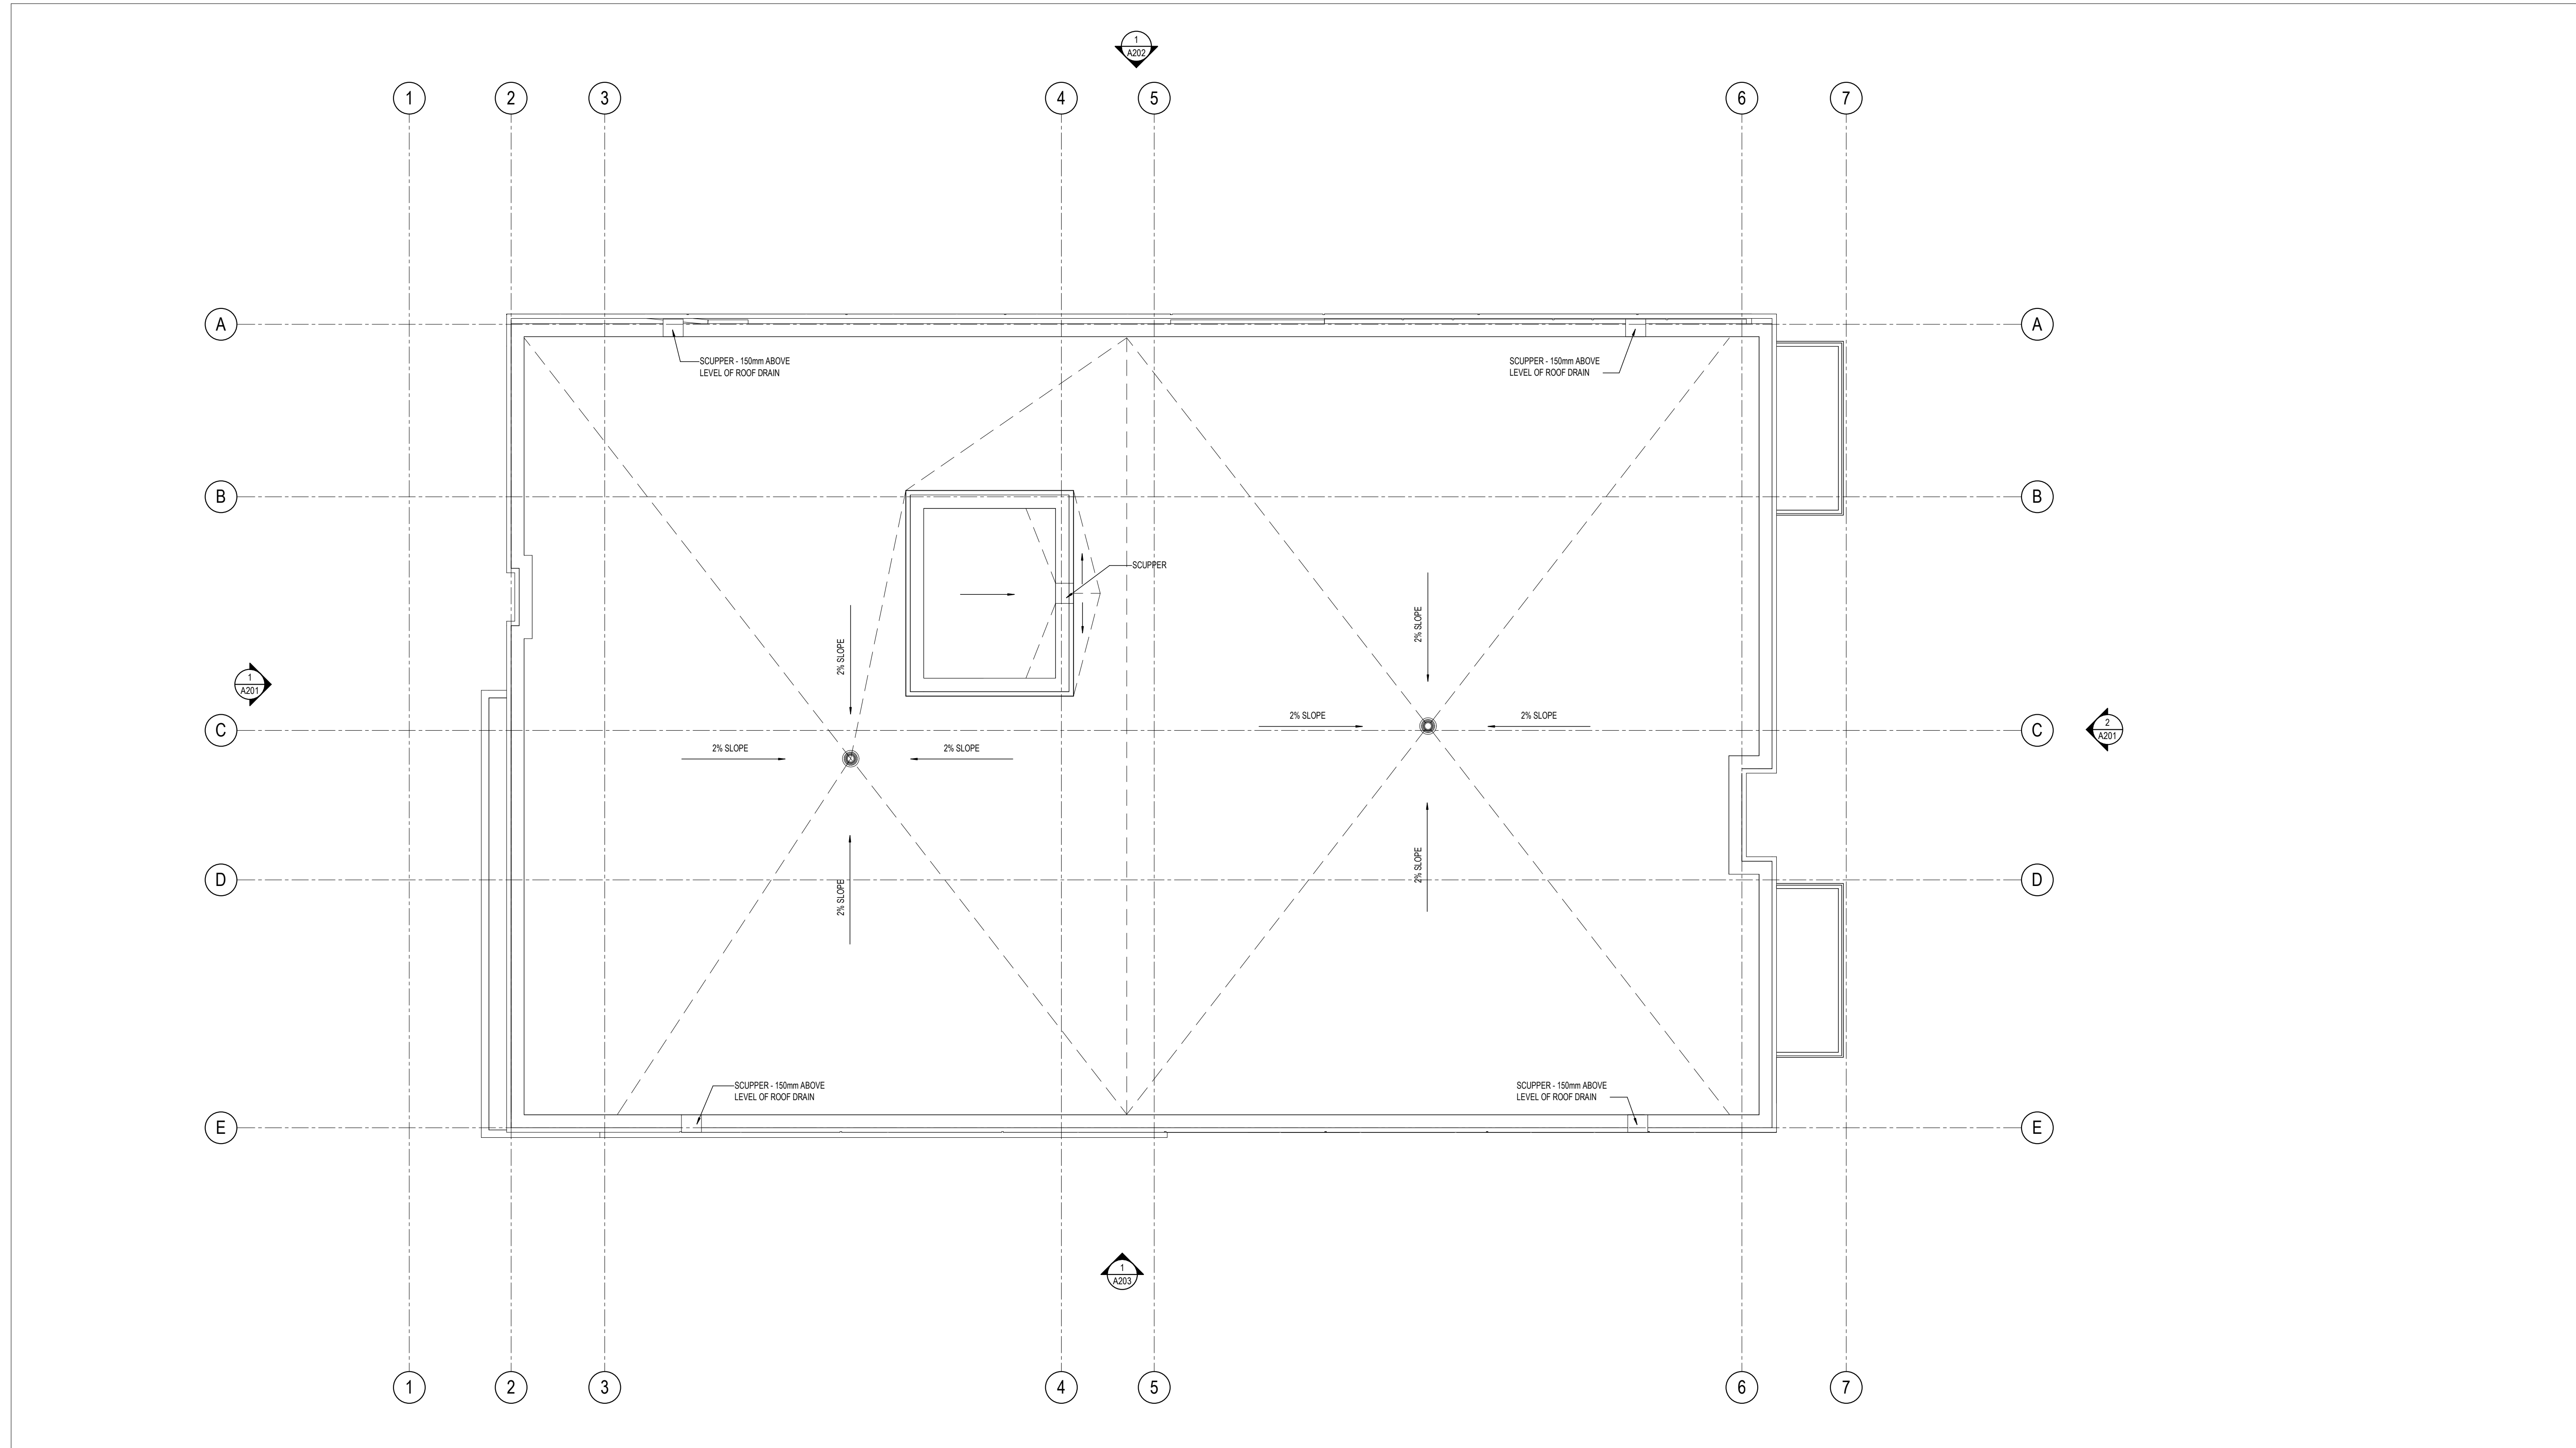 1
A202
1
2
3
4
5
6
7
A
A
SCUPPER - 150mm ABOVE
LEVEL OF ROOF DRAIN
SCUPPER - 150mm ABOVE
LEVEL OF ROOF DRAIN
B
B
SCUPPER
2% SLOPE
2% SLOPE
1
A201
2% SLOPE
2% SLOPE
C
C
2
A201
2% SLOPE
2% SLOPE
D
D
2% SLOPE
2% SLOPE
SCUPPER - 150mm ABOVE
LEVEL OF ROOF DRAIN
SCUPPER - 150mm ABOVE
LEVEL OF ROOF DRAIN
E
E
1
A203
1
2
3
4
5
6
7